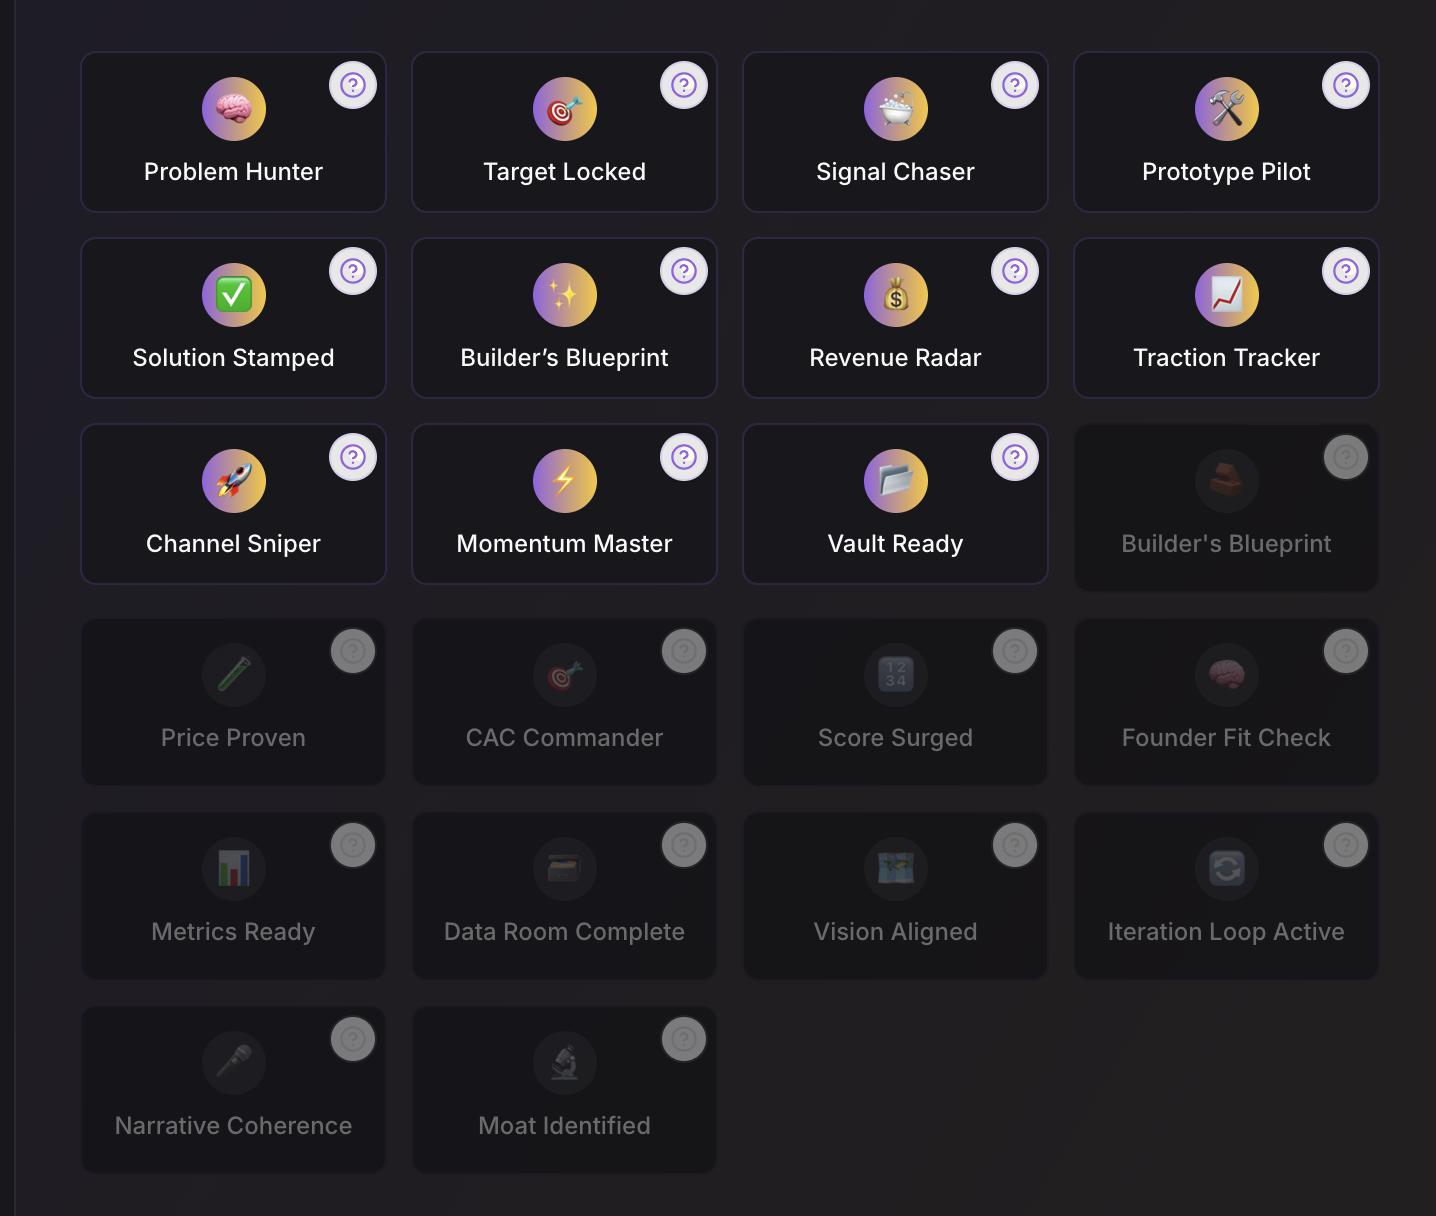 Problem Hunter
Target Locked
Signal Chaser
Prototype Pilot
Solution Stamped
Builder’s Blueprint
Revenue Radar
Traction Tracker
Channel Sniper
Momentum Master
Vault Ready
Builder's Blueprint
Price Proven
CAC Commander
Score Surged
Founder Fit Check
Metrics Ready
Data Room Complete
Vision Aligned
Iteration Loop Active
Narrative Coherence
Moat Identified